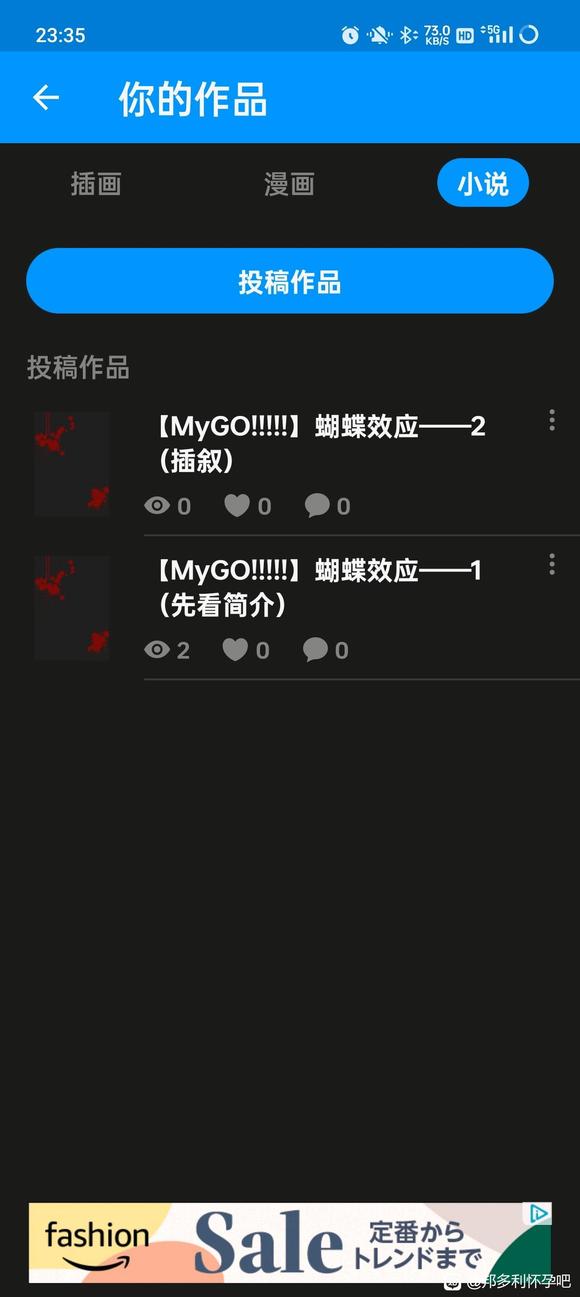 23:35
73.0
KB/S
HD
5G
你的作品
插画
漫画
小说
投稿作品
投稿作品
【MyGO!!!!!】蝴蝶效应——2
（插叙）
0
0
0
【MyGO!!!!!】蝴蝶效应——1
（先看简介）
2
0
0
fashion
Sale
定番から
トレンドまで
@邦多利怀孕吧